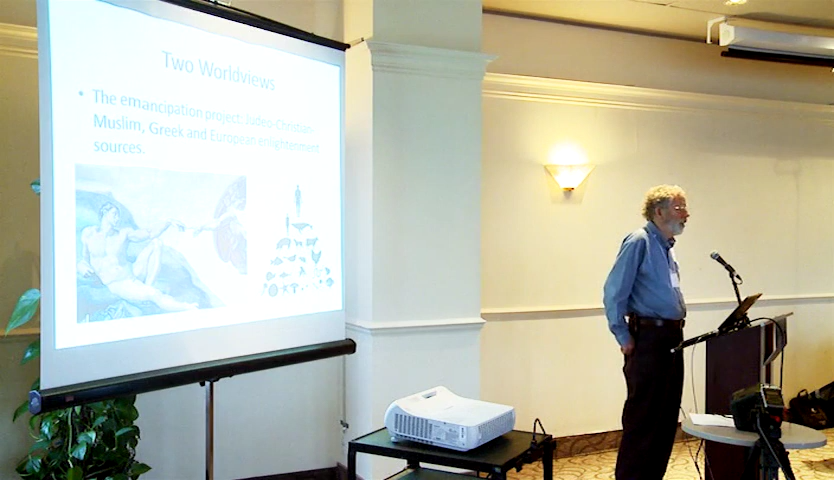 Two Worldviews
• The emancipation project: Judeo-Christian-
Muslim, Greek and European enlightenment
sources.